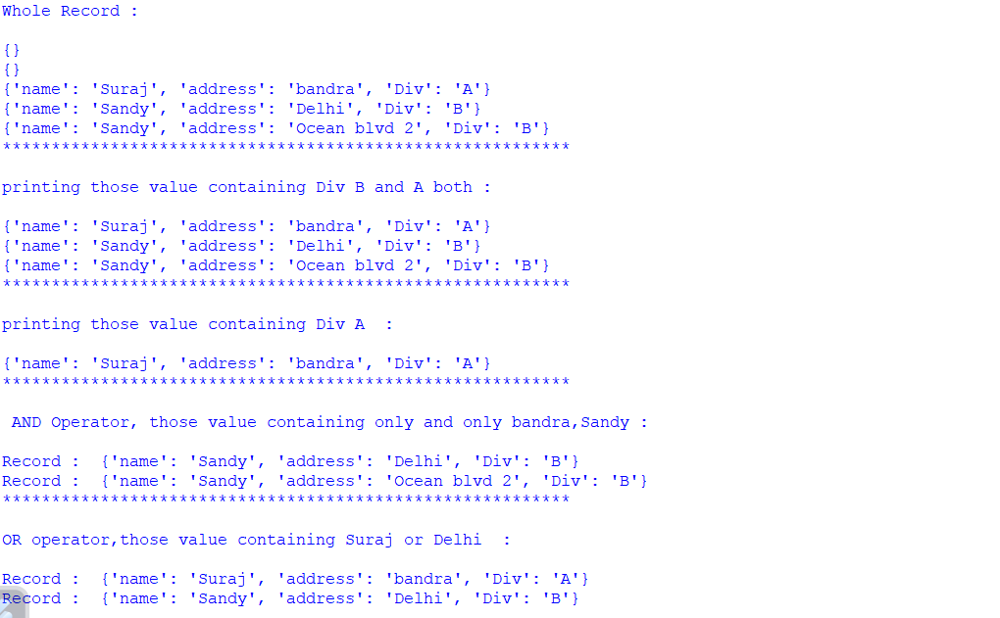 Whole Record :
{}
{}
{'name': 'Suraj', 'address': 'bandra', 'Div': 'A'}
{'name': 'Sandy', 'address': 'Delhi', 'Div': 'B'}
{'name': 'Sandy', 'address': 'Ocean blvd 2', 'Div': 'B'}
**********************************************************
printing those value containing Div B and A both :
{'name': 'Suraj', 'address': 'bandra', 'Div': 'A'}
{'name': 'Sandy', 'address': 'Delhi', 'Div': 'B'}
{'name': 'Sandy', 'address': 'Ocean blvd 2', 'Div': 'B'}
**********************************************************
printing those value containing Div A  :
{'name': 'Suraj', 'address': 'bandra', 'Div': 'A'}
**********************************************************
 AND Operator, those value containing only and only bandra,Sandy :
Record :  {'name': 'Sandy', 'address': 'Delhi', 'Div': 'B'}
Record :  {'name': 'Sandy', 'address': 'Ocean blvd 2', 'Div': 'B'}
**********************************************************
OR operator,those value containing Suraj or Delhi  :
Record :  {'name': 'Suraj', 'address': 'bandra', 'Div': 'A'}
Record :  {'name': 'Sandy', 'address': 'Delhi', 'Div': 'B'}